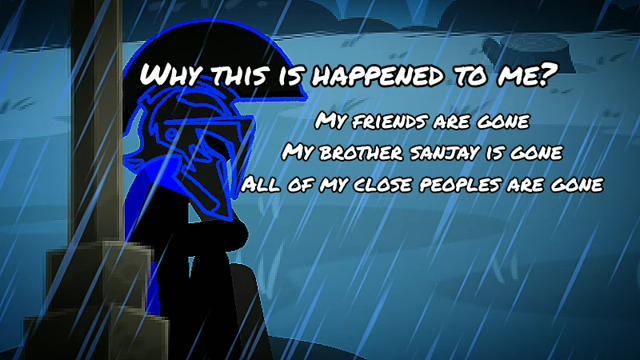 Why this is happened to me?
My friends are gone
My brother sanjay is gone
All of my close peoples are gone